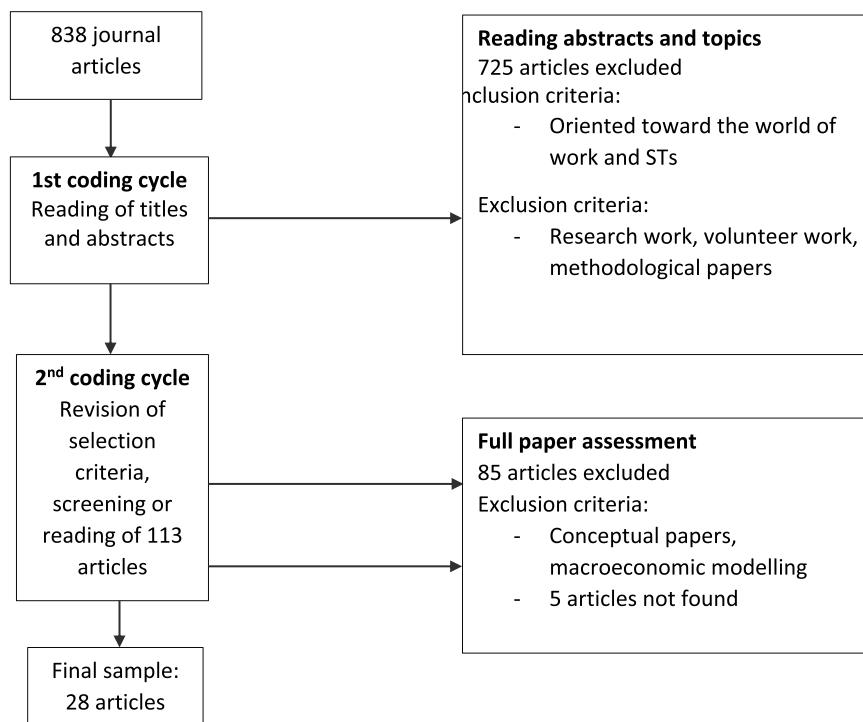 838 journal
articles
1st coding cycle
Reading of titles
and abstracts
2nd coding cycle
Revision of
selection
criteria,
screening or
reading of 113
articles
Final sample:
28 articles
Reading abstracts and topics
725 articles excluded
nclusion criteria:
- Oriented toward the world of
work and STs
Exclusion criteria:
- Research work, volunteer work,
methodological papers
Full paper assessment
85 articles excluded
Exclusion criteria:
- Conceptual papers,
macroeconomic modelling
- 5 articles not found